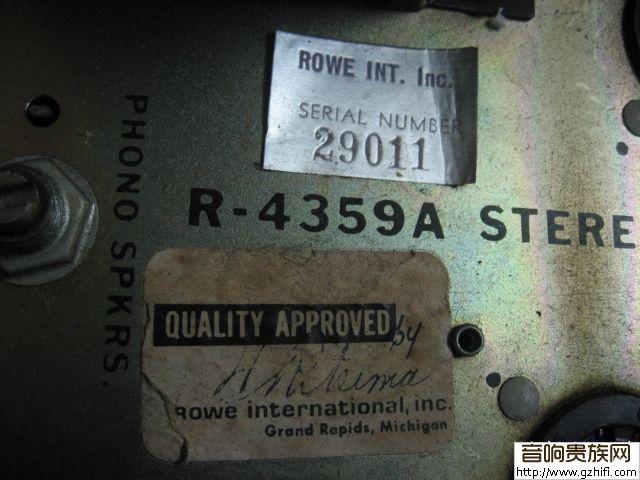 ROWE INT. Inc.
SERIAL NUMBER
29011
PHONO SPKRS.
R-4359A STERE
QUALITY APPROVED by
ROWE international, inc.
Grand Rapids, Michigan
音响贵族网
http://www.gzhifi.com